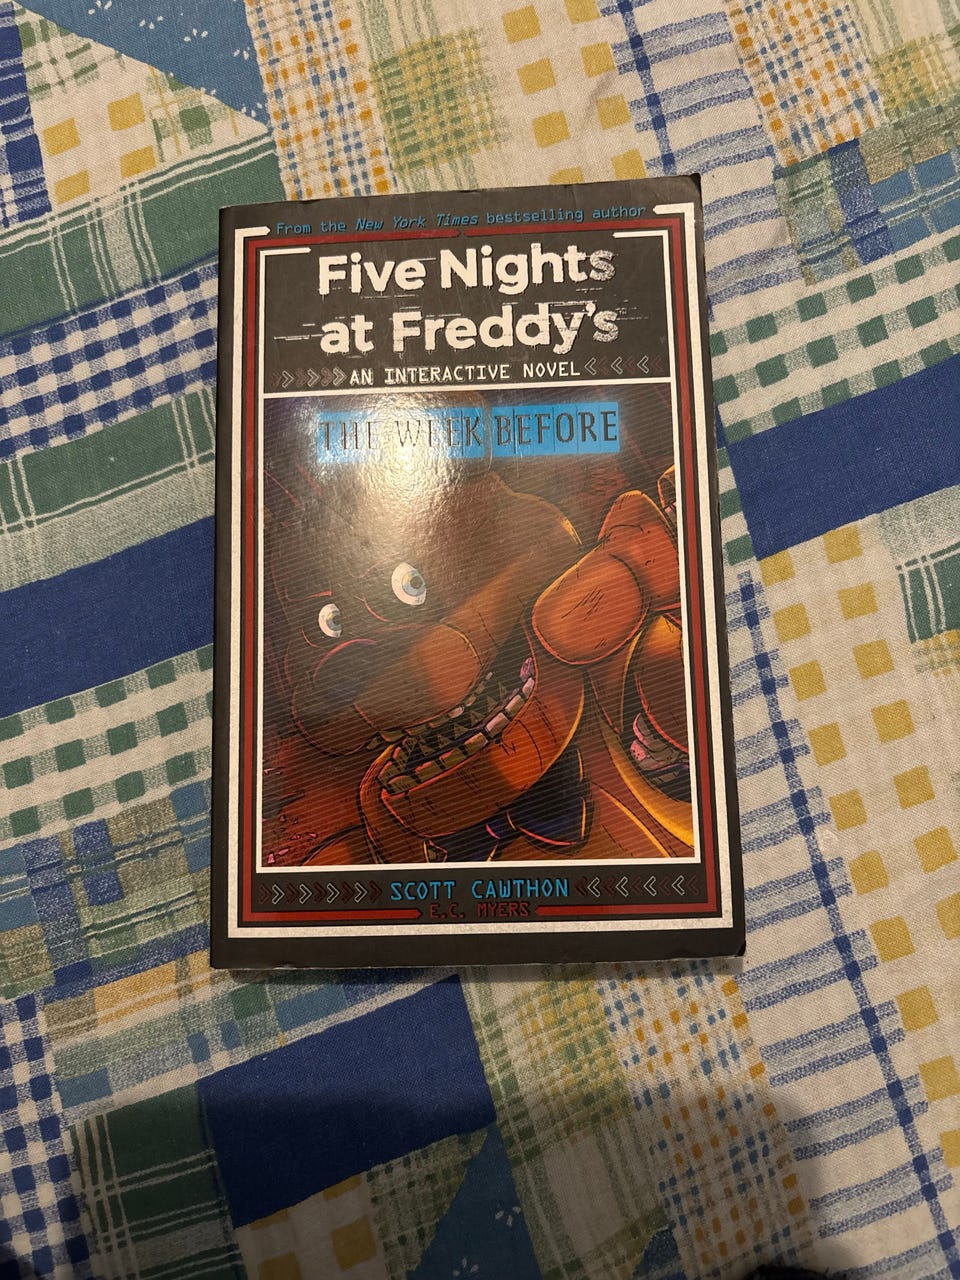 From the New York Times bestselling author
Five Nights
at Freddy's™
AN INTERACTIVE NOVEL
THE WEEK BEFORE
SCOTT CAWTHON
E.C. MYERS